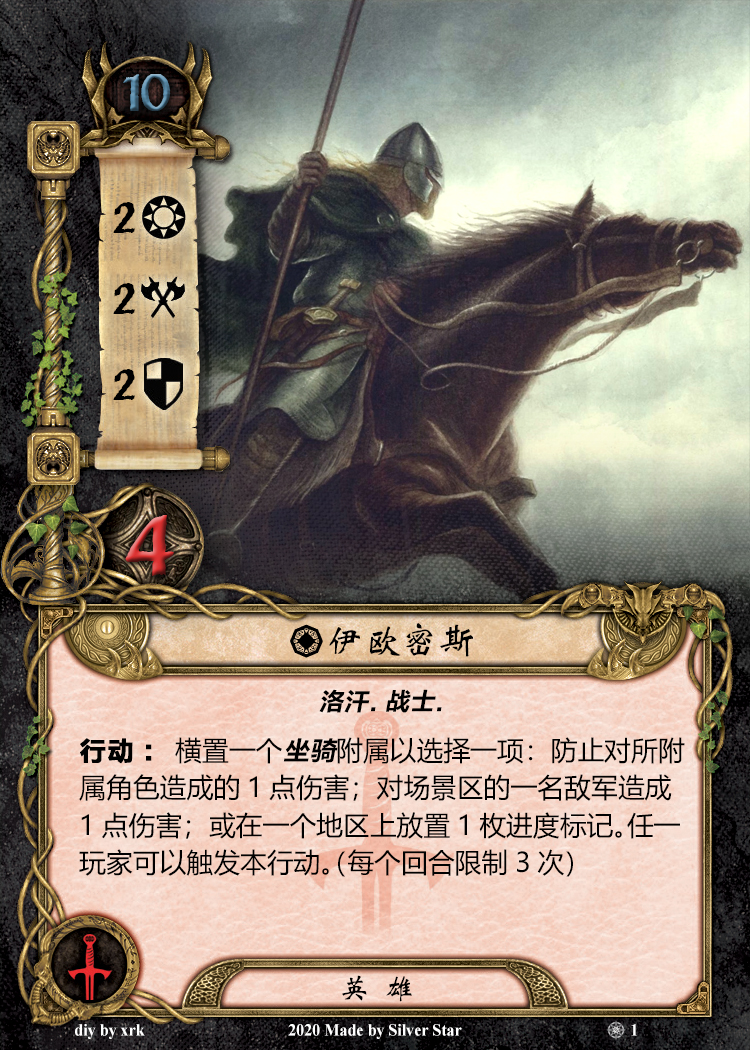 10
2
2
2
4
伊欧密斯
洛汗. 战士.
行动： 横置一个坐骑附属以选择一项：防止对所附
属角色造成的 1 点伤害；对场景区的一名敌军造成
1 点伤害；或在一个地区上放置 1 枚进度标记。任一
玩家可以触发本行动。（每个回合限制 3 次）
英 雄
diy by xrk
2020 Made by Silver Star
1